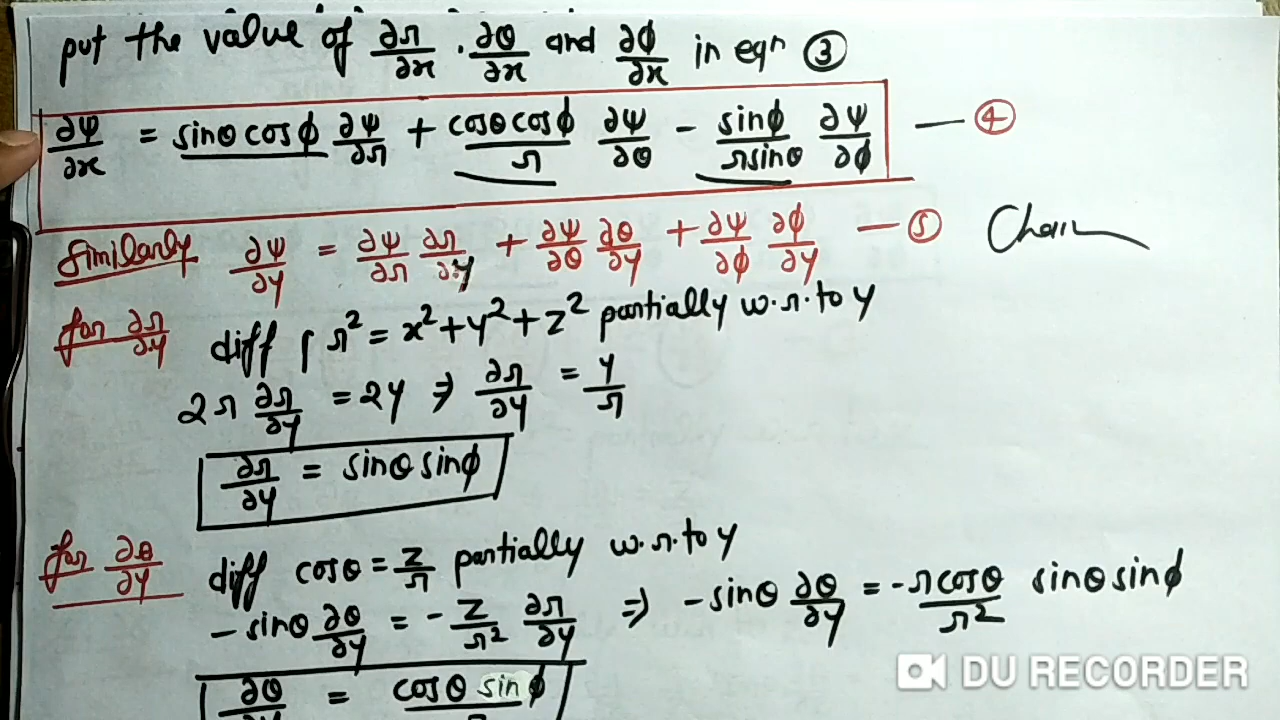 put the value of ∂r/∂x . ∂θ/∂x and ∂ϕ/∂x in eqn ③
∂ψ/∂x = sinθ cosϕ ∂ψ/∂r + cosθ cosϕ/r ∂ψ/∂θ - sinϕ/r sinθ ∂ψ/∂ϕ — ④
Similarly ∂ψ/∂y = ∂ψ/∂r ∂r/∂y + ∂ψ/∂θ ∂θ/∂y + ∂ψ/∂ϕ ∂ϕ/∂y — ⑤ Chain
for ∂r/∂y diff r² = x² + y² + z² partially w.r.to y
2r ∂r/∂y = 2y ⇒ ∂r/∂y = y/r
∂r/∂y = sinθ sinϕ
for ∂θ/∂y diff cosθ = z/r partially w.r.to y
- sinθ ∂θ/∂y = - z/r² ∂r/∂y ⇒ - sinθ ∂θ/∂y = - r cosθ/r² sinθ sinϕ
∂θ/∂y = cosθ sinϕ/r
DU RECORDER